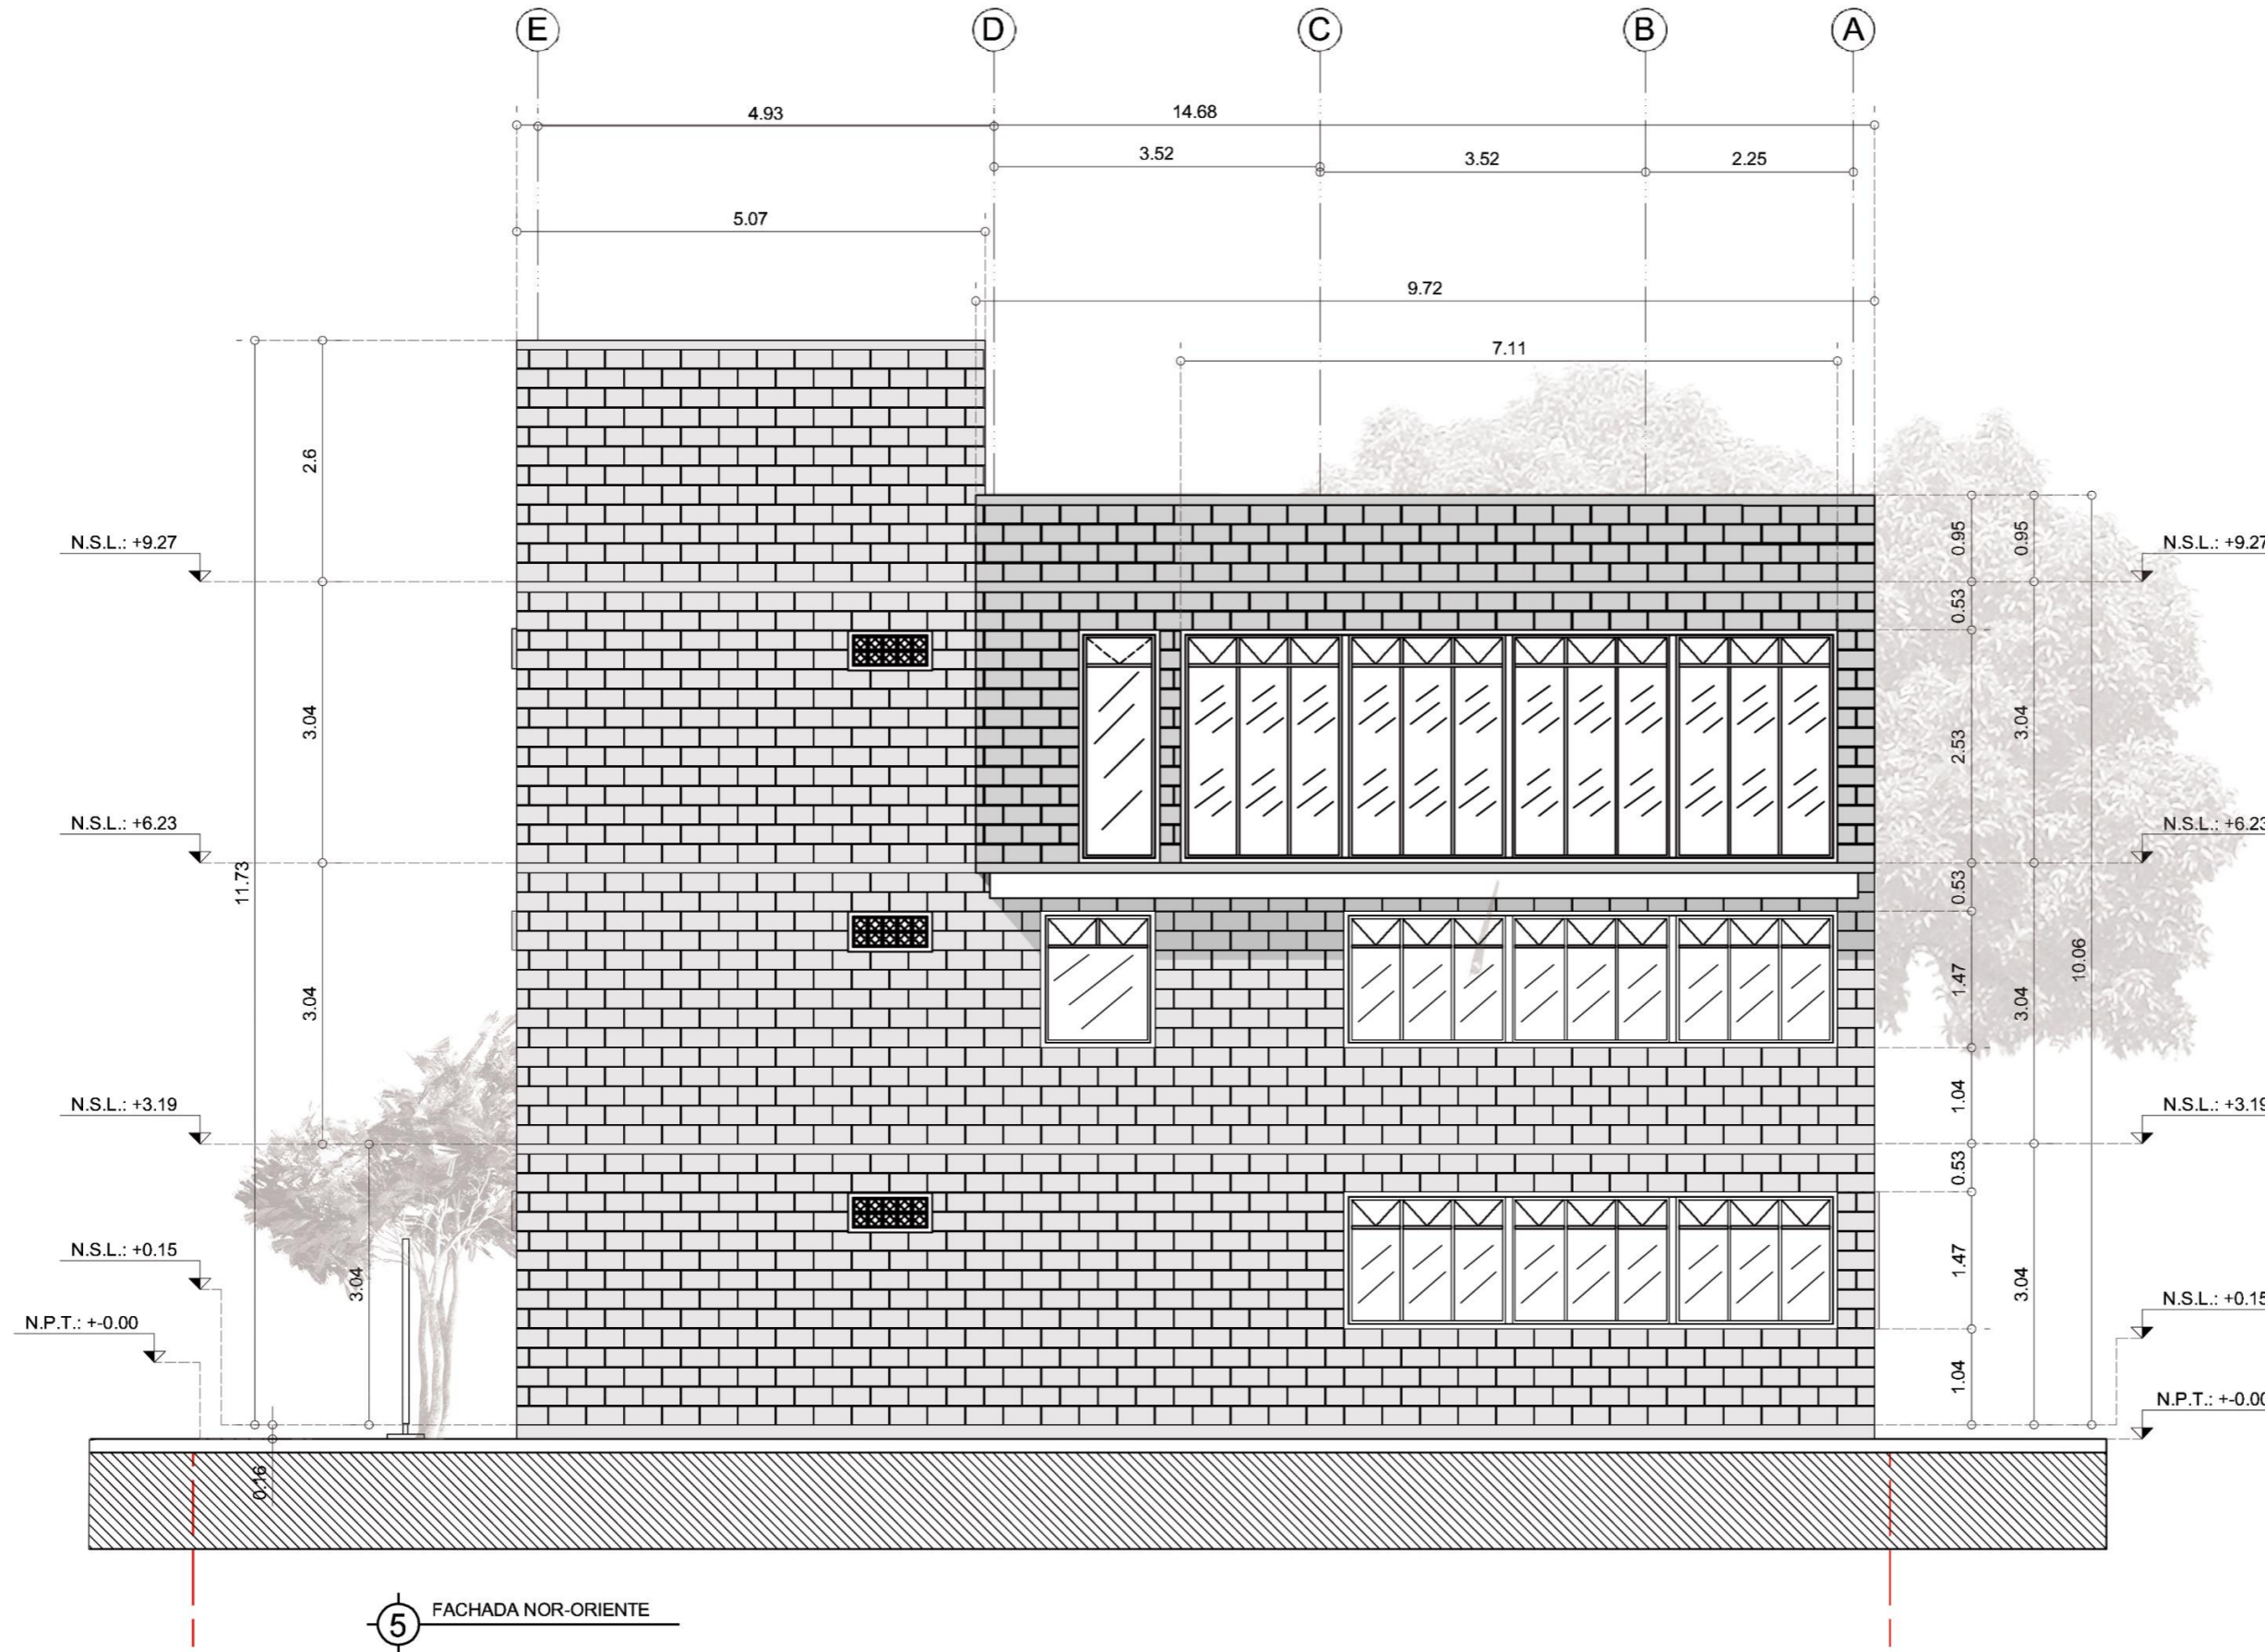 E D C B A
4.93 14.68
3.52 3.52 2.25
5.07
9.72
7.11
2.6
0.95 0.95
N.S.L.: +9.27 N.S.L.: +9.27
0.53
3.04 2.53 3.04
N.S.L.: +6.23 N.S.L.: +6.23
11.73 0.53
10.06
3.04 1.47 3.04
1.04
N.S.L.: +3.19 N.S.L.: +3.19
0.53
N.S.L.: +0.15
3.04 1.47 3.04
N.S.L.: +0.15
N.P.T.: +-0.00
1.04
N.P.T.: +-0.00
0.16
5 FACHADA NOR-ORIENTE